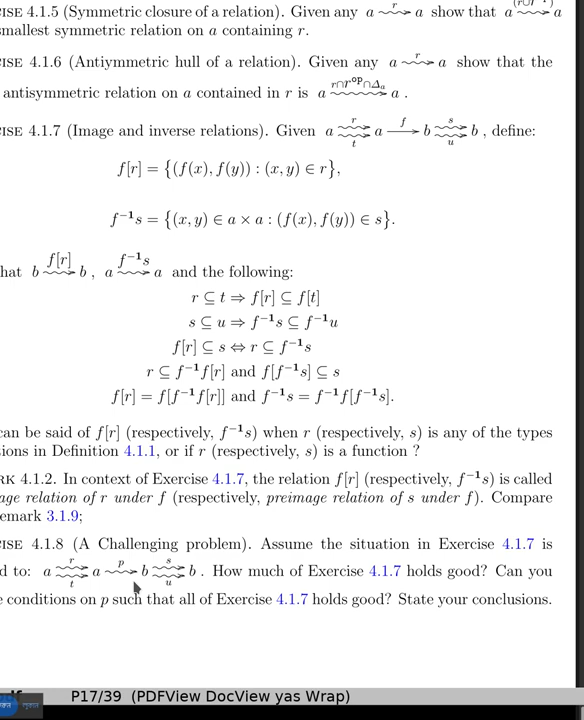 ISE 4.1.5 (Symmetric closure of a relation). Given any a r⇝ a show that a (r∪r )⇝ a
smallest symmetric relation on a containing r.
ISE 4.1.6 (Antiymmetric hull of a relation). Given any a r⇝ a show that the
antisymmetric relation on a contained in r is a r∩r^op∩Δ_a⇝ a .
ISE 4.1.7 (Image and inverse relations). Given a r⇝ t⇝ a f→ b s⇝ u⇝ b , define:
f[r] = {(f(x), f(y)) : (x, y) ∈ r},
f⁻¹s = {(x, y) ∈ a × a : (f(x), f(y)) ∈ s}.
hat b f[r]⇝ b , a f⁻¹s⇝ a and the following:
r ⊆ t ⇒ f[r] ⊆ f[t]
s ⊆ u ⇒ f⁻¹s ⊆ f⁻¹u
f[r] ⊆ s ⇔ r ⊆ f⁻¹s
r ⊆ f⁻¹f[r] and f[f⁻¹s] ⊆ s
f[r] = f[f⁻¹f[r]] and f⁻¹s = f⁻¹f[f⁻¹s].
can be said of f[r] (respectively, f⁻¹s) when r (respectively, s) is any of the types
ions in Definition 4.1.1, or if r (respectively, s) is a function ?
RK 4.1.2. In context of Exercise 4.1.7, the relation f[r] (respectively, f⁻¹s) is called
age relation of r under f (respectively, preimage relation of s under f). Compare
emark 3.1.9;
ISE 4.1.8 (A Challenging problem). Assume the situation in Exercise 4.1.7 is
d to: a r⇝ t⇝ a p⇝ b s⇝ u⇝ b . How much of Exercise 4.1.7 holds good? Can you
e conditions on p such that all of Exercise 4.1.7 holds good? State your conclusions.
P17/39 (PDFView DocView yas Wrap)